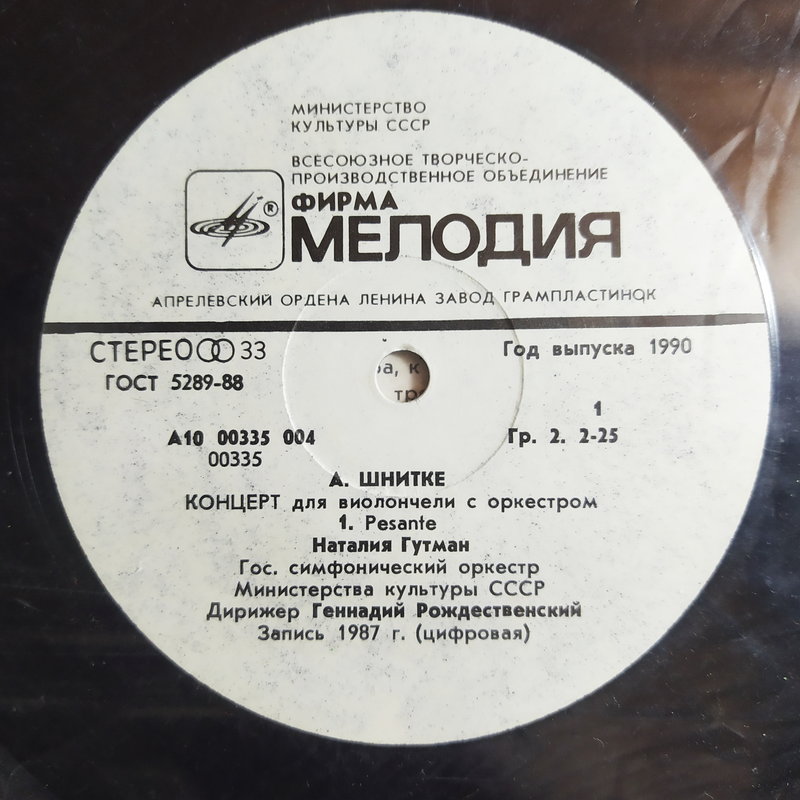 МИНИСТЕРСТВО
КУЛЬТУРЫ СССР
ВСЕСОЮЗНОЕ ТВОРЧЕСКО-
ПРОИЗВОДСТВЕННОЕ ОБЪЕДИНЕНИЕ
®
ФИРМА
МЕЛОДИЯ
АПРЕЛЕВСКИЙ ОРДЕНА ЛЕНИНА ЗАВОД ГРАМПЛАСТИНОК
СТЕРЕО 33
Год выпуска 1990
ГОСТ 5289-88
1
А10 00335 004
Гр. 2. 2-25
00335
А. ШНИТКЕ
КОНЦЕРТ для виолончели с оркестром
1. Pesante
Наталия Гутман
Гос. симфонический оркестр
Министерства культуры СССР
Дирижер Геннадий Рождественский
Запись 1987 г. (цифровая)